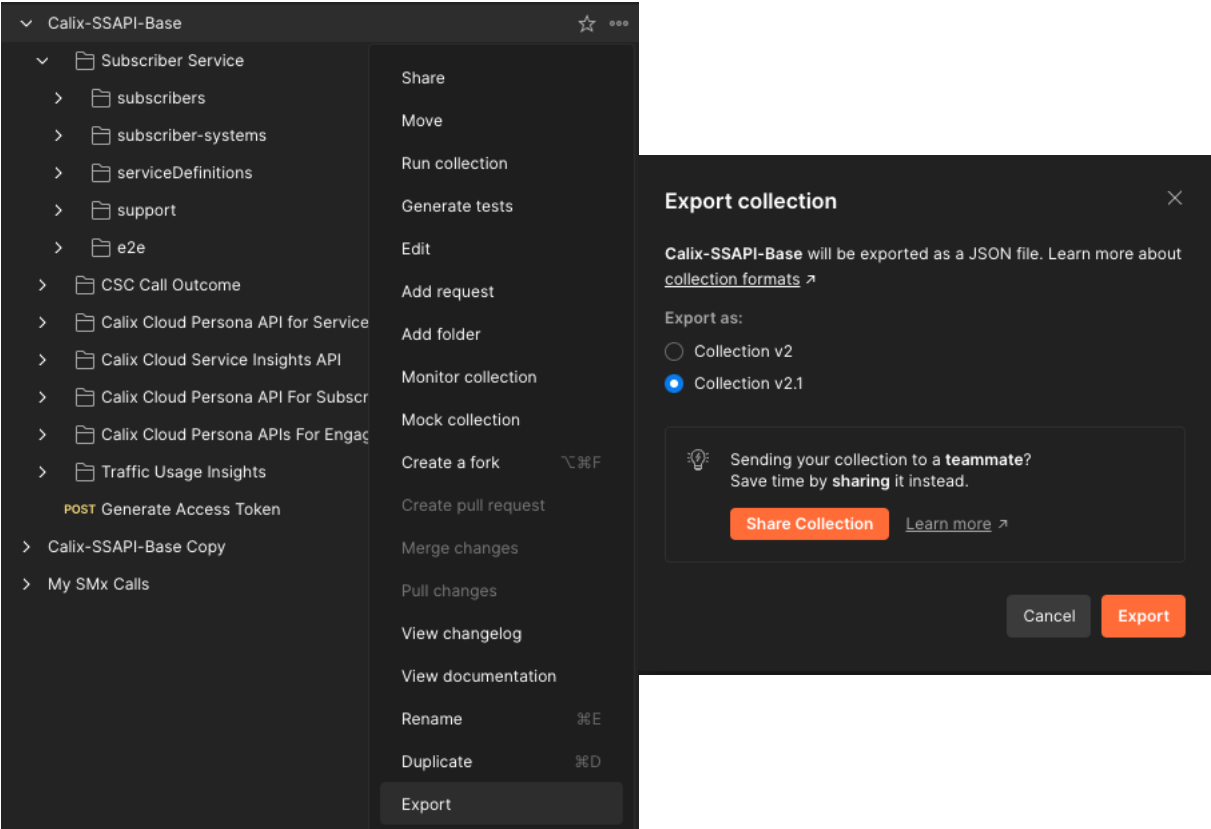 Calix-SSAPI-Base
Subscriber Service
subscribers
subscriber-systems
serviceDefinitions
support
e2e
CSC Call Outcome
Calix Cloud Persona API for Service
Calix Cloud Service Insights API
Calix Cloud Persona API For Subscr
Calix Cloud Persona APIs For Engag
Traffic Usage Insights
POST Generate Access Token
Calix-SSAPI-Base Copy
My SMx Calls
Share
Move
Run collection
Generate tests
Edit
Add request
Add folder
Monitor collection
Mock collection
Create a fork ⌥⌘F
Create pull request
Merge changes
Pull changes
View changelog
View documentation
Rename ⌘E
Duplicate ⌘D
Export
Export collection
Calix-SSAPI-Base will be exported as a JSON file. Learn more about
collection formats ↗
Export as:
Collection v2
Collection v2.1
Sending your collection to a teammate?
Save time by sharing it instead.
Share Collection Learn more ↗
Cancel Export